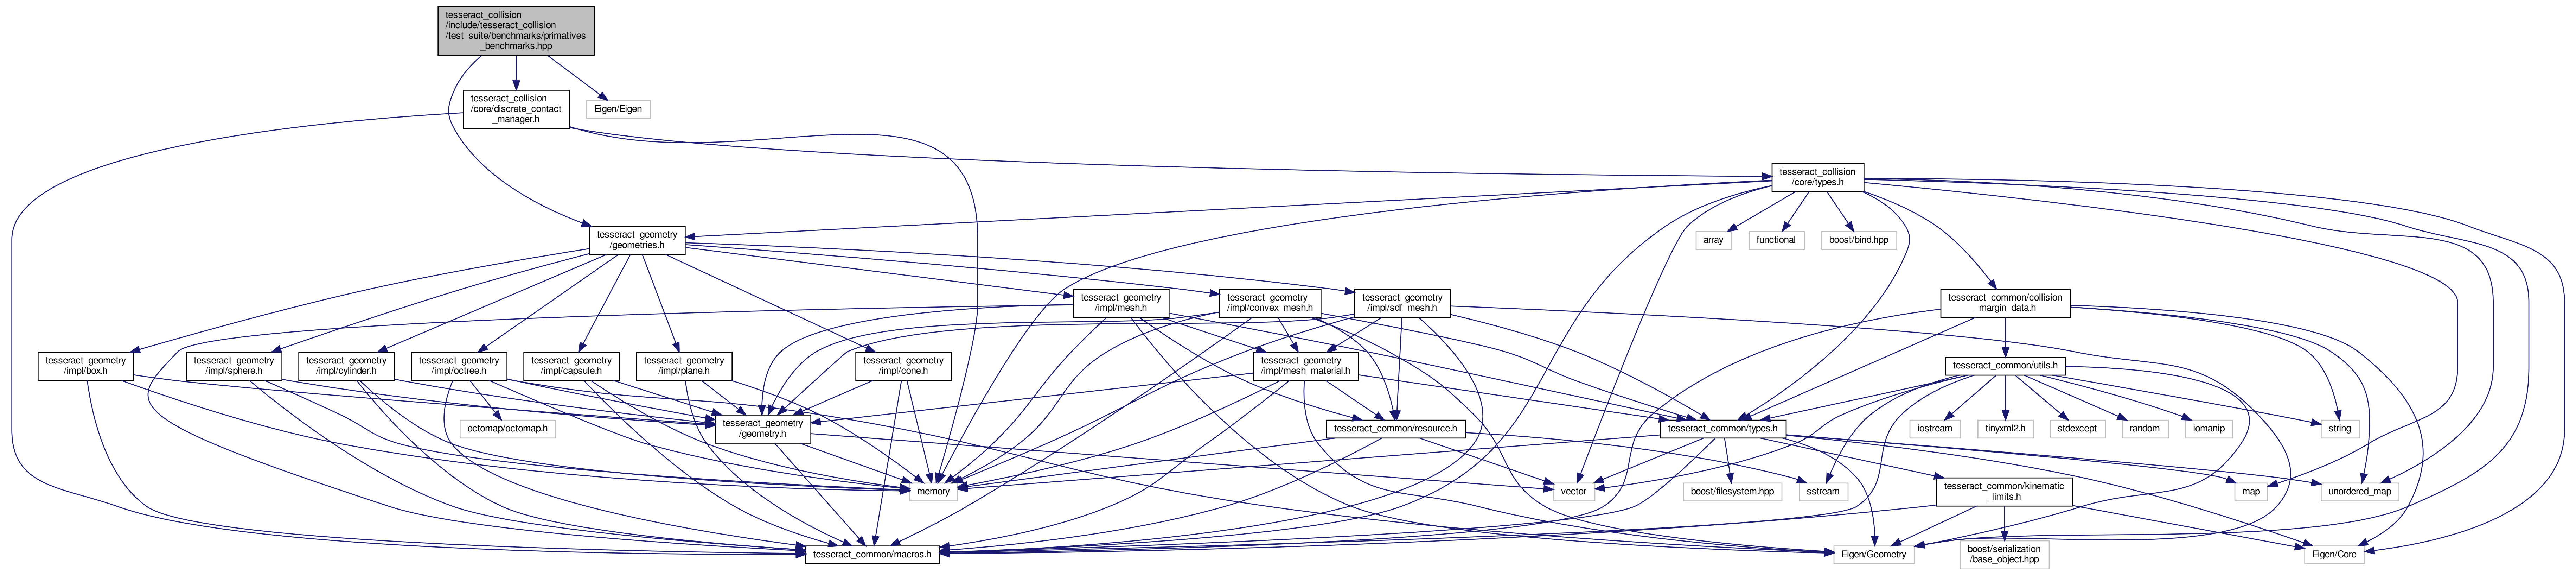 tesseract_collision
/include/tesseract_collision
/test_suite/benchmarks/primatives
_benchmarks.hpp
tesseract_collision
/core/discrete_contact
_manager.h
Eigen/Eigen
tesseract_collision
/core/types.h
tesseract_geometry
/geometries.h
array
functional
boost/bind.hpp
tesseract_geometry
/impl/mesh.h
tesseract_geometry
/impl/convex_mesh.h
tesseract_geometry
/impl/sdf_mesh.h
tesseract_common/collision
_margin_data.h
tesseract_geometry
/impl/box.h
tesseract_geometry
/impl/sphere.h
tesseract_geometry
/impl/cylinder.h
tesseract_geometry
/impl/octree.h
tesseract_geometry
/impl/capsule.h
tesseract_geometry
/impl/plane.h
tesseract_geometry
/impl/cone.h
tesseract_geometry
/impl/mesh_material.h
tesseract_common/utils.h
octomap/octomap.h
tesseract_geometry
/geometry.h
tesseract_common/resource.h
tesseract_common/types.h
iostream
tinyxml2.h
stdexcept
random
iomanip
string
memory
vector
boost/filesystem.hpp
sstream
tesseract_common/kinematic
_limits.h
map
unordered_map
tesseract_common/macros.h
Eigen/Geometry
boost/serialization
/base_object.hpp
Eigen/Core